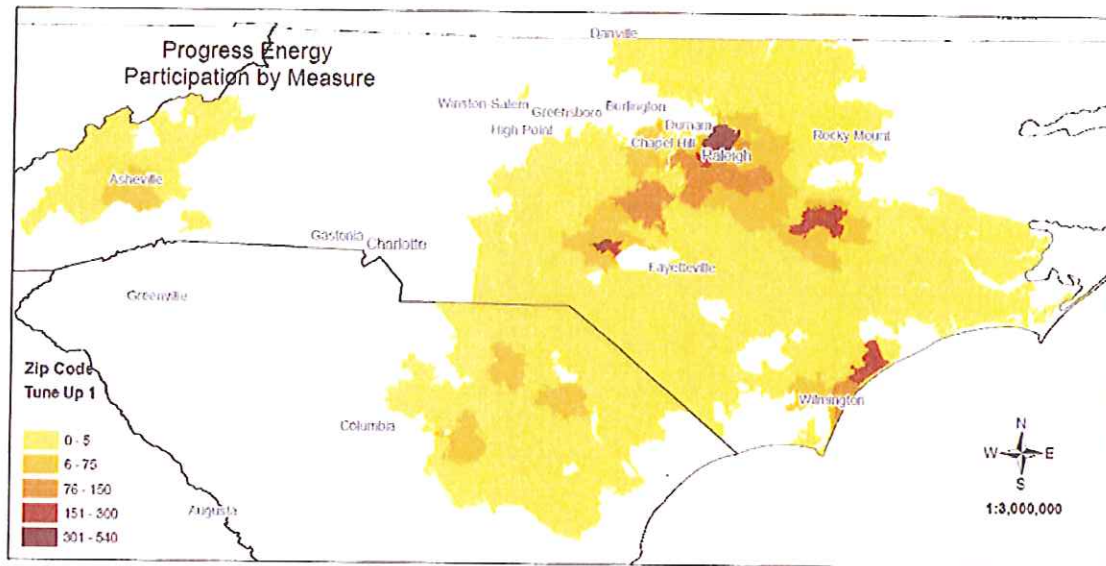 Progress Energy
Participation by Measure
Danville
Winston-Salem
Greensboro
Burlington
High Point
Durham
Chapel Hill
Raleigh
Rocky Mount
Asheville
Gastonia
Charlotte
Fayetteville
Greenville
Wilmington
Columbia
Augusta
Zip Code
Tune Up 1
0 - 5
6 - 75
76 - 150
151 - 300
301 - 540
N
W
E
S
1:3,000,000